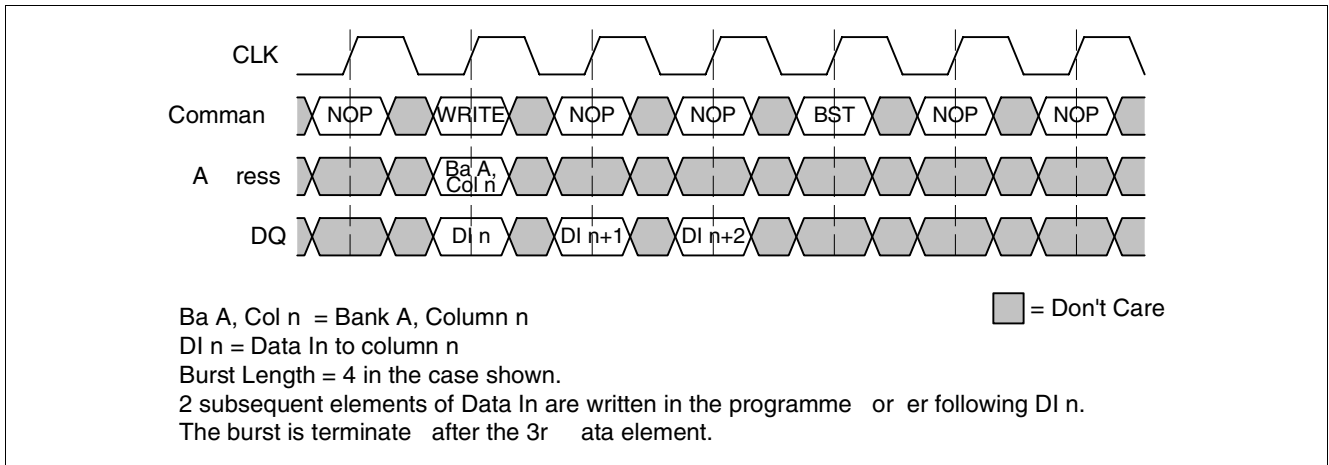 CLK
Comman NOP WRITE NOP NOP BST NOP NOP
A ress Ba A,
Col n
DQ DI n DI n+1 DI n+2
Ba A, Col n = Bank A, Column n
= Don't Care
DI n = Data In to column n
Burst Length = 4 in the case shown.
2 subsequent elements of Data In are written in the programme or er following DI n.
The burst is terminate after the 3r ata element.